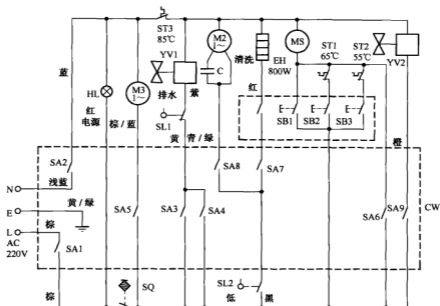 ST3
85℃
M2
1~
ST1
65℃
ST2
55℃
MS
YV1
清洗
EH
800W
YV2
蓝
HL
红
电源
M3
1~
棕/蓝
排水
紫
C
SL1
红
SB1
SB2
SB3
黄
青/绿
橙
SA2
浅蓝
SA8
SA7
N
E
黄/绿
L
AC
220V
棕
SA1
SA5
SA3
SA4
SA6
SA9
CW
SQ
SL2
低
黑
棕
棕